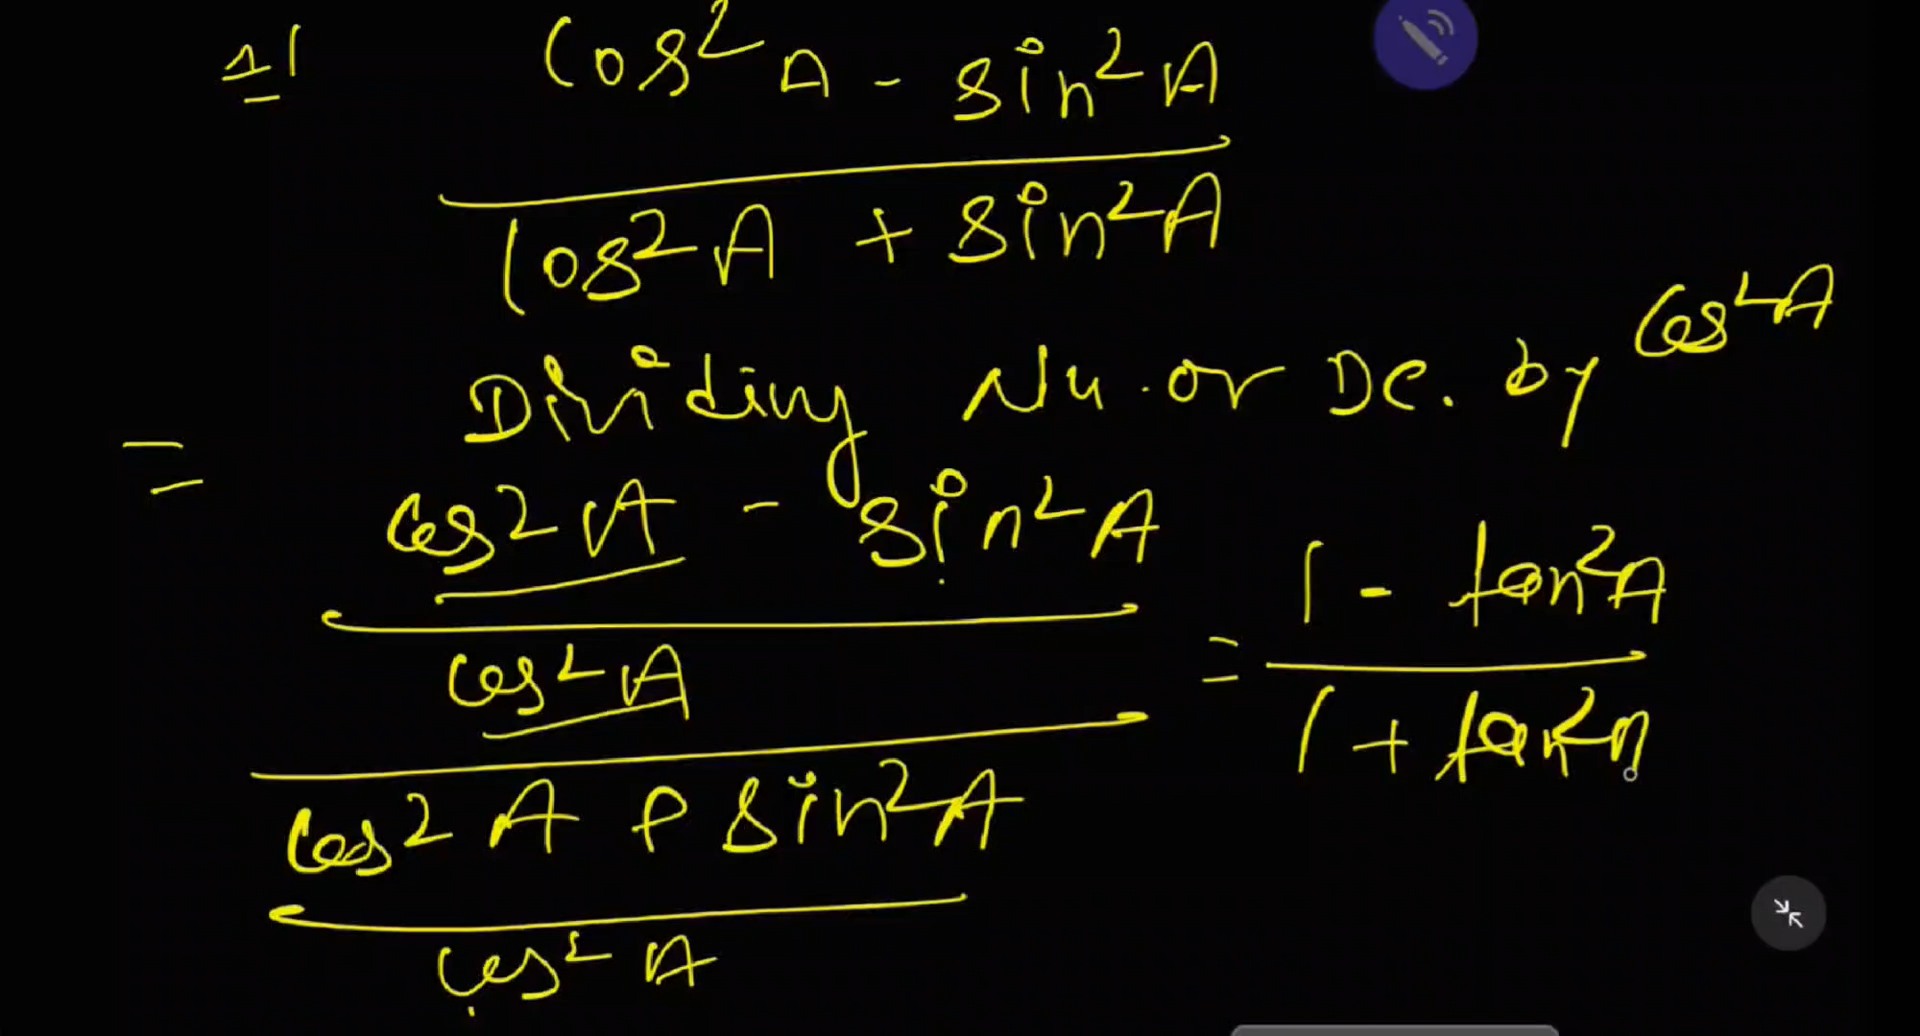 1|
cos²A - sin²A
cos²A + sin²A
Dividing Nu. or De. by cos²A
=
cos²A - sin²A
cos²A
cos²A + sin²A
cos²A
= 1 - tan²A
1 + tan²A